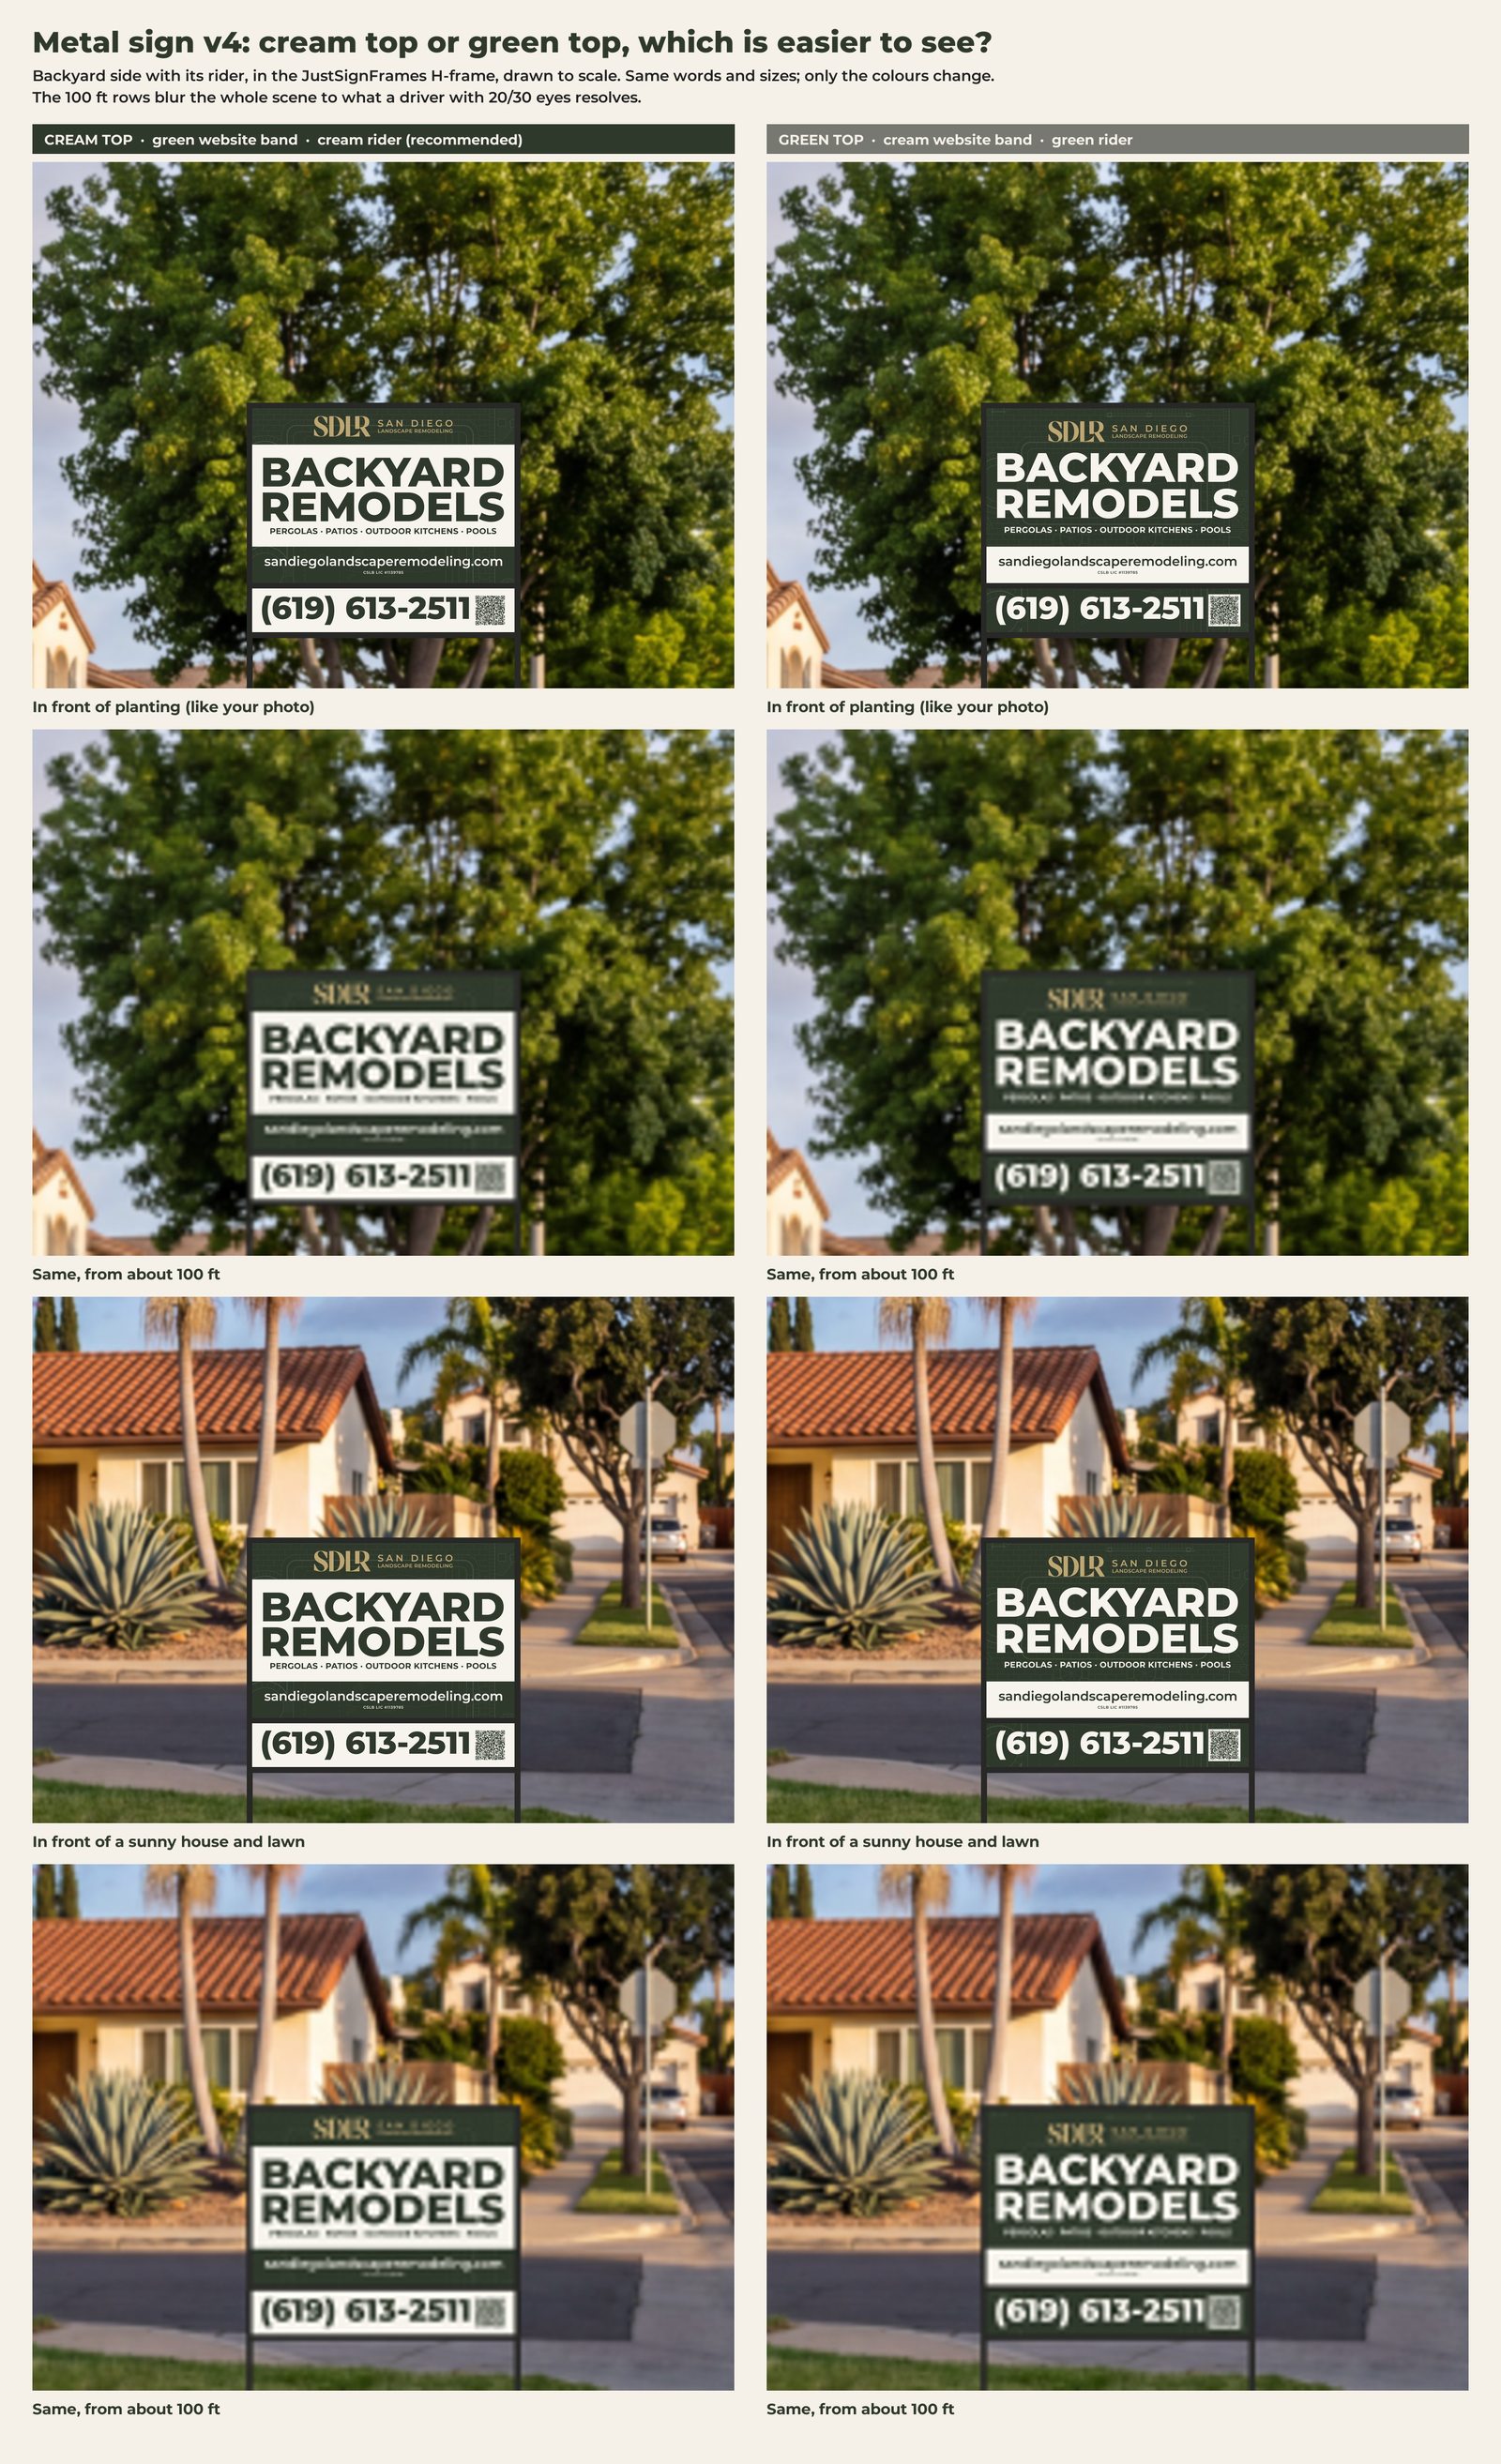 Metal sign v4: cream top or green top, which is easier to see?
Backyard side with its rider, in the JustSignFrames H-frame, drawn to scale. Same words and sizes; only the colours change.
The 100 ft rows blur the whole scene to what a driver with 20/30 eyes resolves.
CREAM TOP · green website band · cream rider (recommended)
SDLR SAN DIEGO
LANDSCAPE REMODELING
BACKYARD
REMODELS
PERGOLAS · PATIOS · OUTDOOR KITCHENS · POOLS
sandiegolandscaperemodeling.com
(619) 613-2511
In front of planting (like your photo)
SDLR
BACKYARD
REMODELS
(619) 613-2511
Same, from about 100 ft
SDLR SAN DIEGO
LANDSCAPE REMODELING
BACKYARD
REMODELS
PERGOLAS · PATIOS · OUTDOOR KITCHENS · POOLS
sandiegolandscaperemodeling.com
(619) 613-2511
In front of a sunny house and lawn
SDLR
BACKYARD
REMODELS
(619) 613-2511
Same, from about 100 ft
GREEN TOP · cream website band · green rider
SDLR SAN DIEGO
LANDSCAPE REMODELING
BACKYARD
REMODELS
PERGOLAS · PATIOS · OUTDOOR KITCHENS · POOLS
sandiegolandscaperemodeling.com
(619) 613-2511
In front of planting (like your photo)
SDLR
BACKYARD
REMODELS
(619) 613-2511
Same, from about 100 ft
SDLR SAN DIEGO
LANDSCAPE REMODELING
BACKYARD
REMODELS
PERGOLAS · PATIOS · OUTDOOR KITCHENS · POOLS
sandiegolandscaperemodeling.com
(619) 613-2511
In front of a sunny house and lawn
SDLR
BACKYARD
REMODELS
(619) 613-2511
Same, from about 100 ft